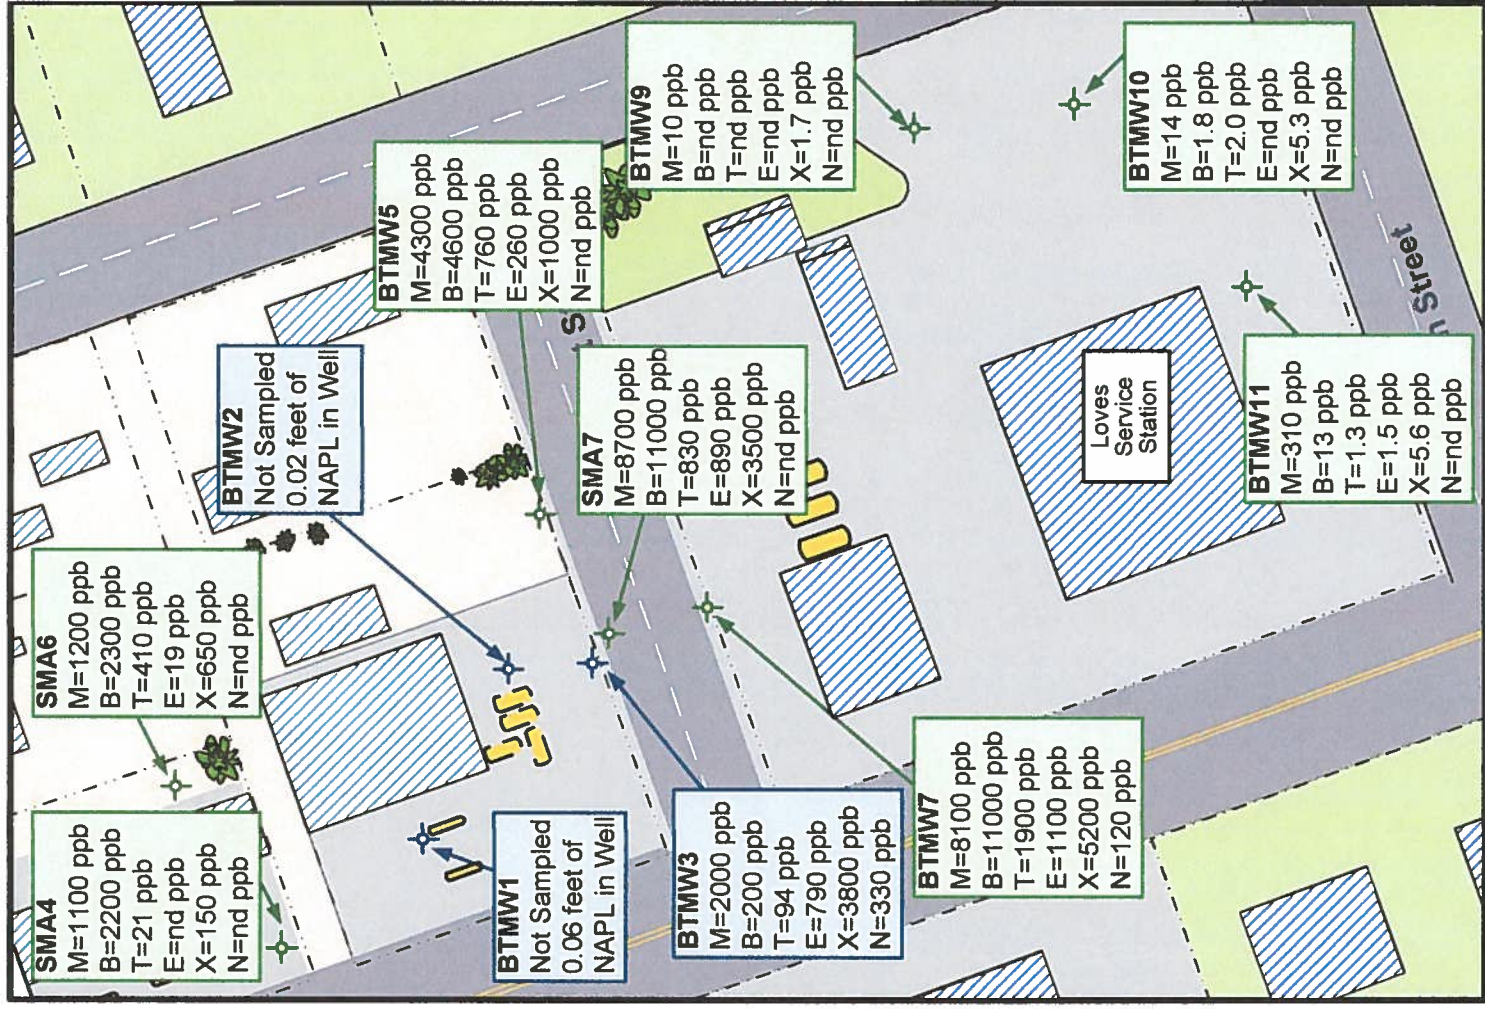 SMA4
M=1100 ppb
B=2200 ppb
T=21 ppb
E=nd ppb
X=150 ppb
N=nd ppb
SMA6
M=1200 ppb
B=2300 ppb
T=410 ppb
E=19 ppb
X=650 ppb
N=nd ppb
BTMW2
Not Sampled
0.02 feet of
NAPL in Well
BTMW5
M=4300 ppb
B=4600 ppb
T=760 ppb
E=260 ppb
X=1000 ppb
N=nd ppb
BTMW1
Not Sampled
0.06 feet of
NAPL in Well
S
SMA7
M=8700 ppb
B=11000 ppb
T=830 ppb
E=890 ppb
X=3500 ppb
N=nd ppb
BTMW9
M=10 ppb
B=nd ppb
T=nd ppb
E=nd ppb
X=1.7 ppb
N=nd ppb
BTMW3
M=2000 ppb
B=200 ppb
T=94 ppb
E=790 ppb
X=3800 ppb
N=330 ppb
BTMW7
M=8100 ppb
B=11000 ppb
T=1900 ppb
E=1100 ppb
X=5200 ppb
N=120 ppb
Loves
Service
Station
BTMW10
M=14 ppb
B=1.8 ppb
T=2.0 ppb
E=nd ppb
X=5.3 ppb
N=nd ppb
BTMW11
M=310 ppb
B=13 ppb
T=1.3 ppb
E=1.5 ppb
X=5.6 ppb
N=nd ppb
n Street